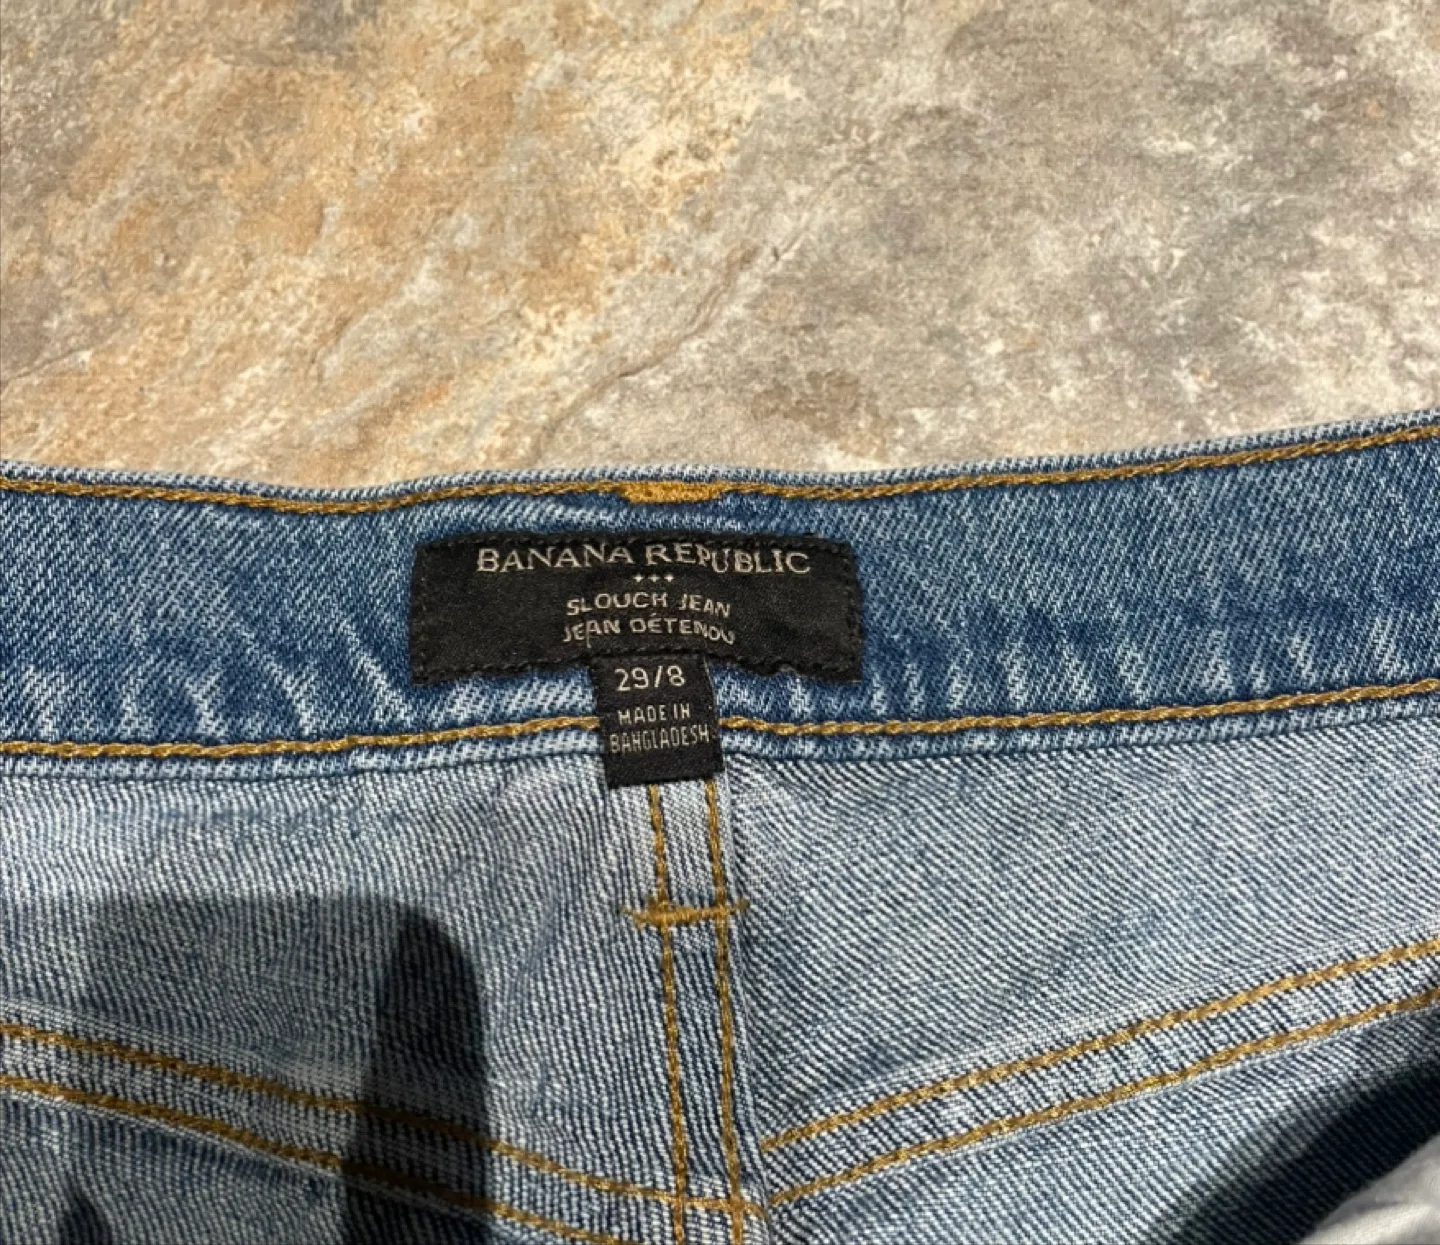 BANANA REPUBLIC
SLOUCH JEAN
JEAN DÉTENDU
29/8
MADE IN
BANGLADESH